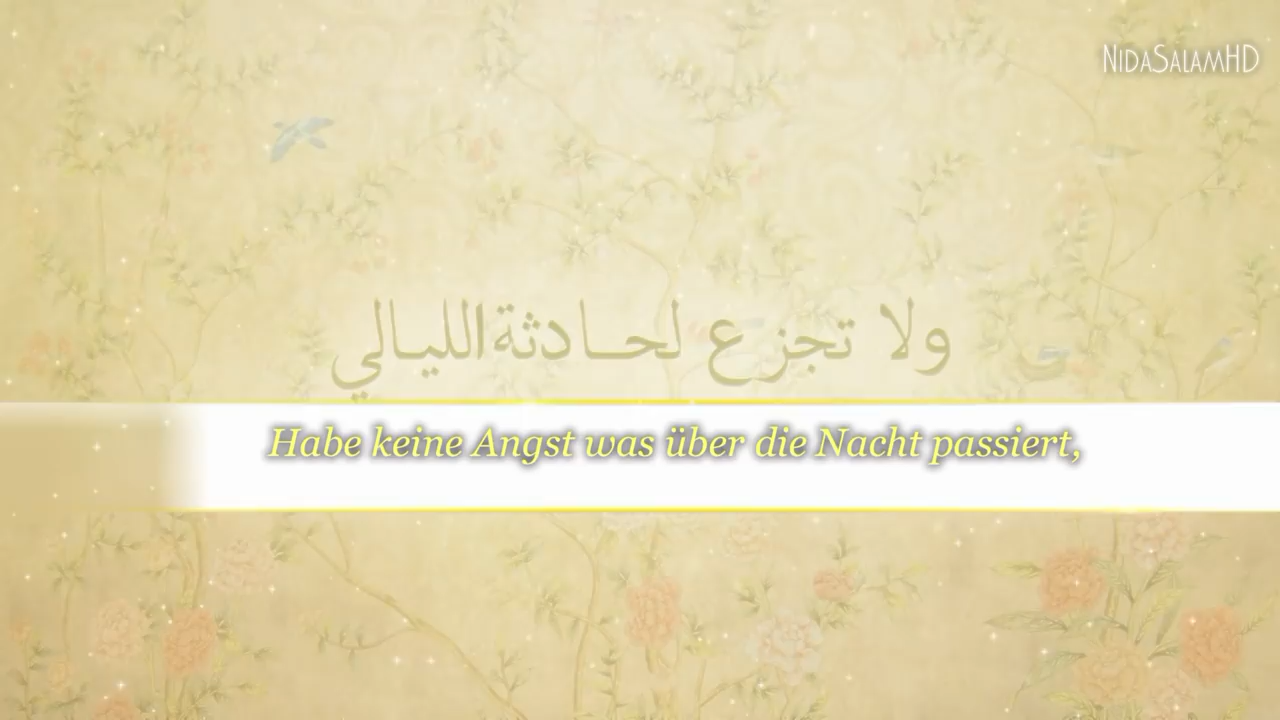 NIDASALAMHD
ولا تجزع لحادثة الليالي
Habe keine Angst was über die Nacht passiert,